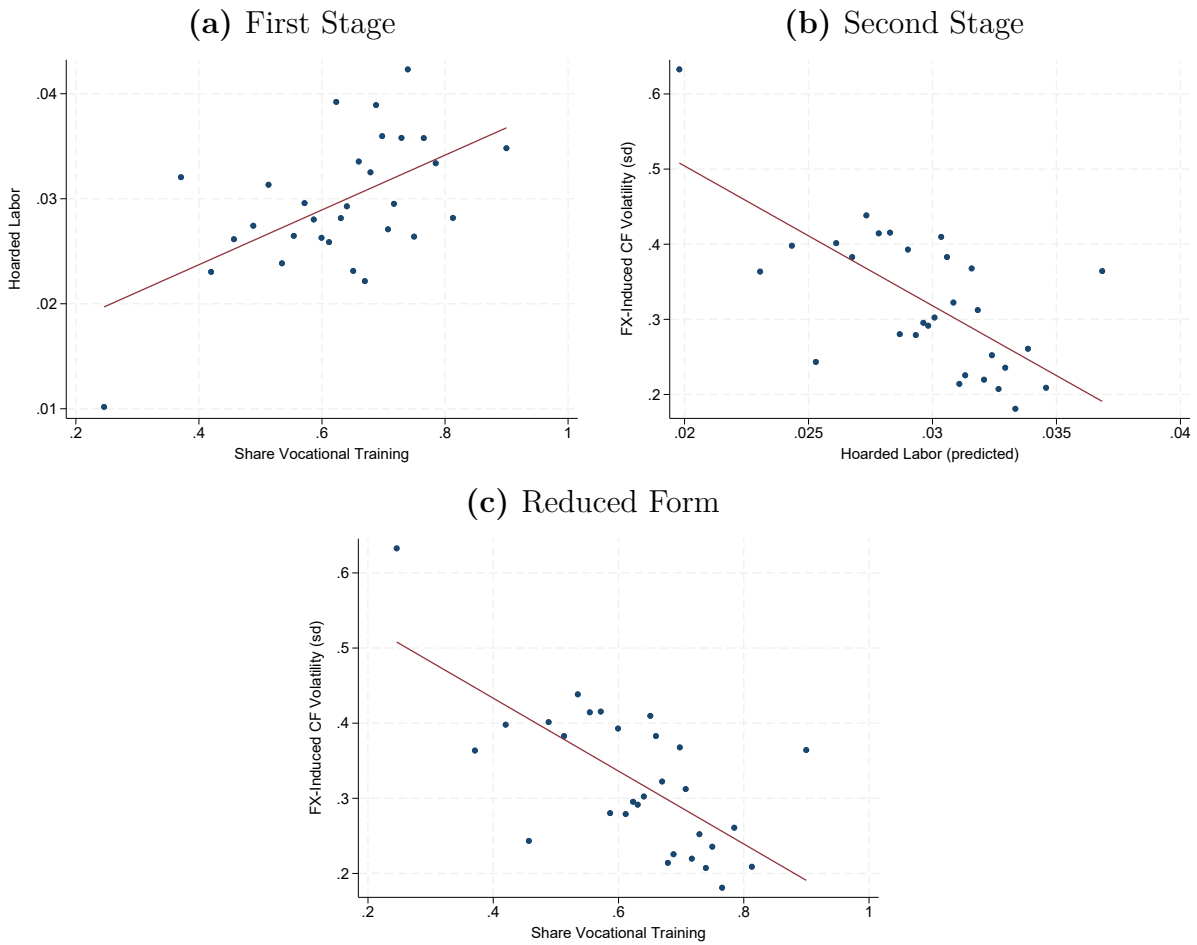 (a) First Stage
Hoarded Labor
.04
.03
.02
.01
.2 .4 .6 .8 1
Share Vocational Training
(b) Second Stage
FX-Induced CF Volatility (sd)
.6
.5
.4
.3
.2
.02 .025 .03 .035 .04
Hoarded Labor (predicted)
(c) Reduced Form
FX-Induced CF Volatility (sd)
.6
.5
.4
.3
.2
.2 .4 .6 .8 1
Share Vocational Training